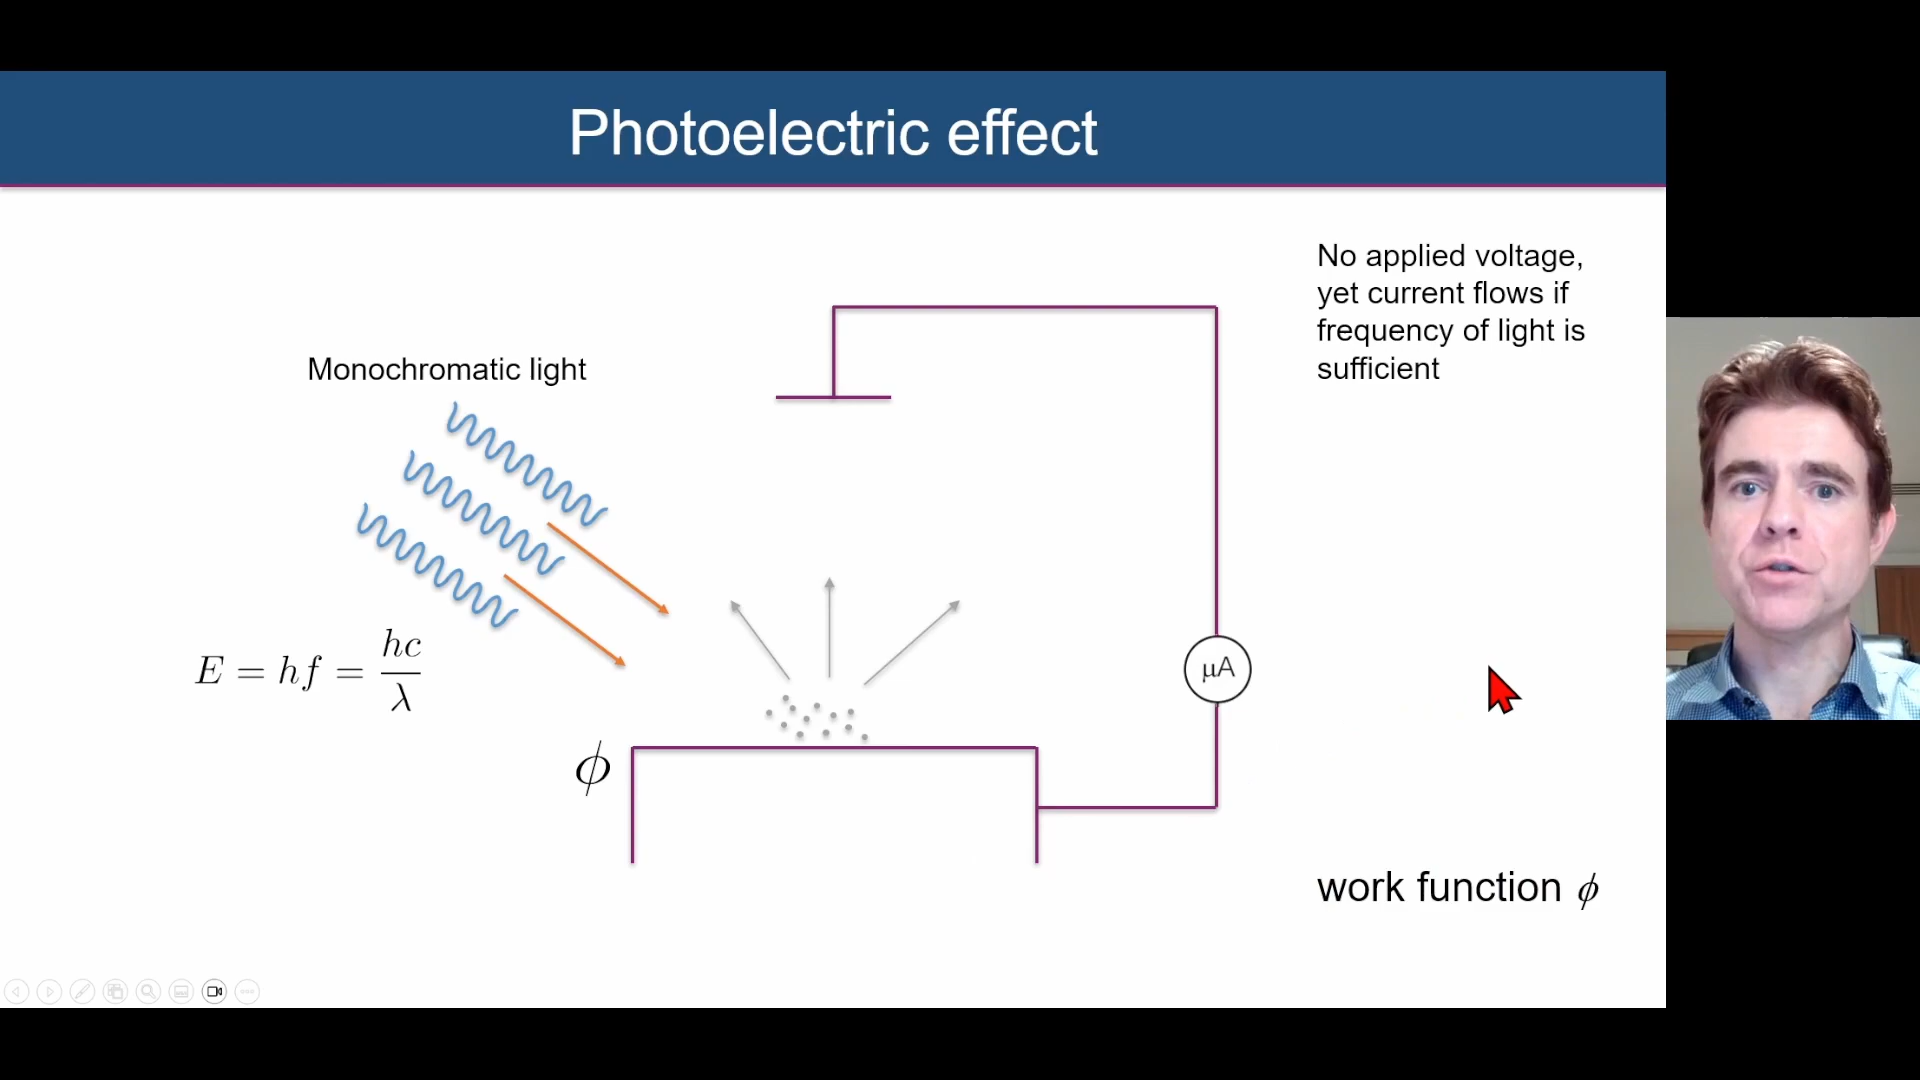 Photoelectric effect
No applied voltage,
yet current flows if
frequency of light is
sufficient
Monochromatic light
E = hf = \frac{hc}{λ}
μA
ϕ
work function ϕ